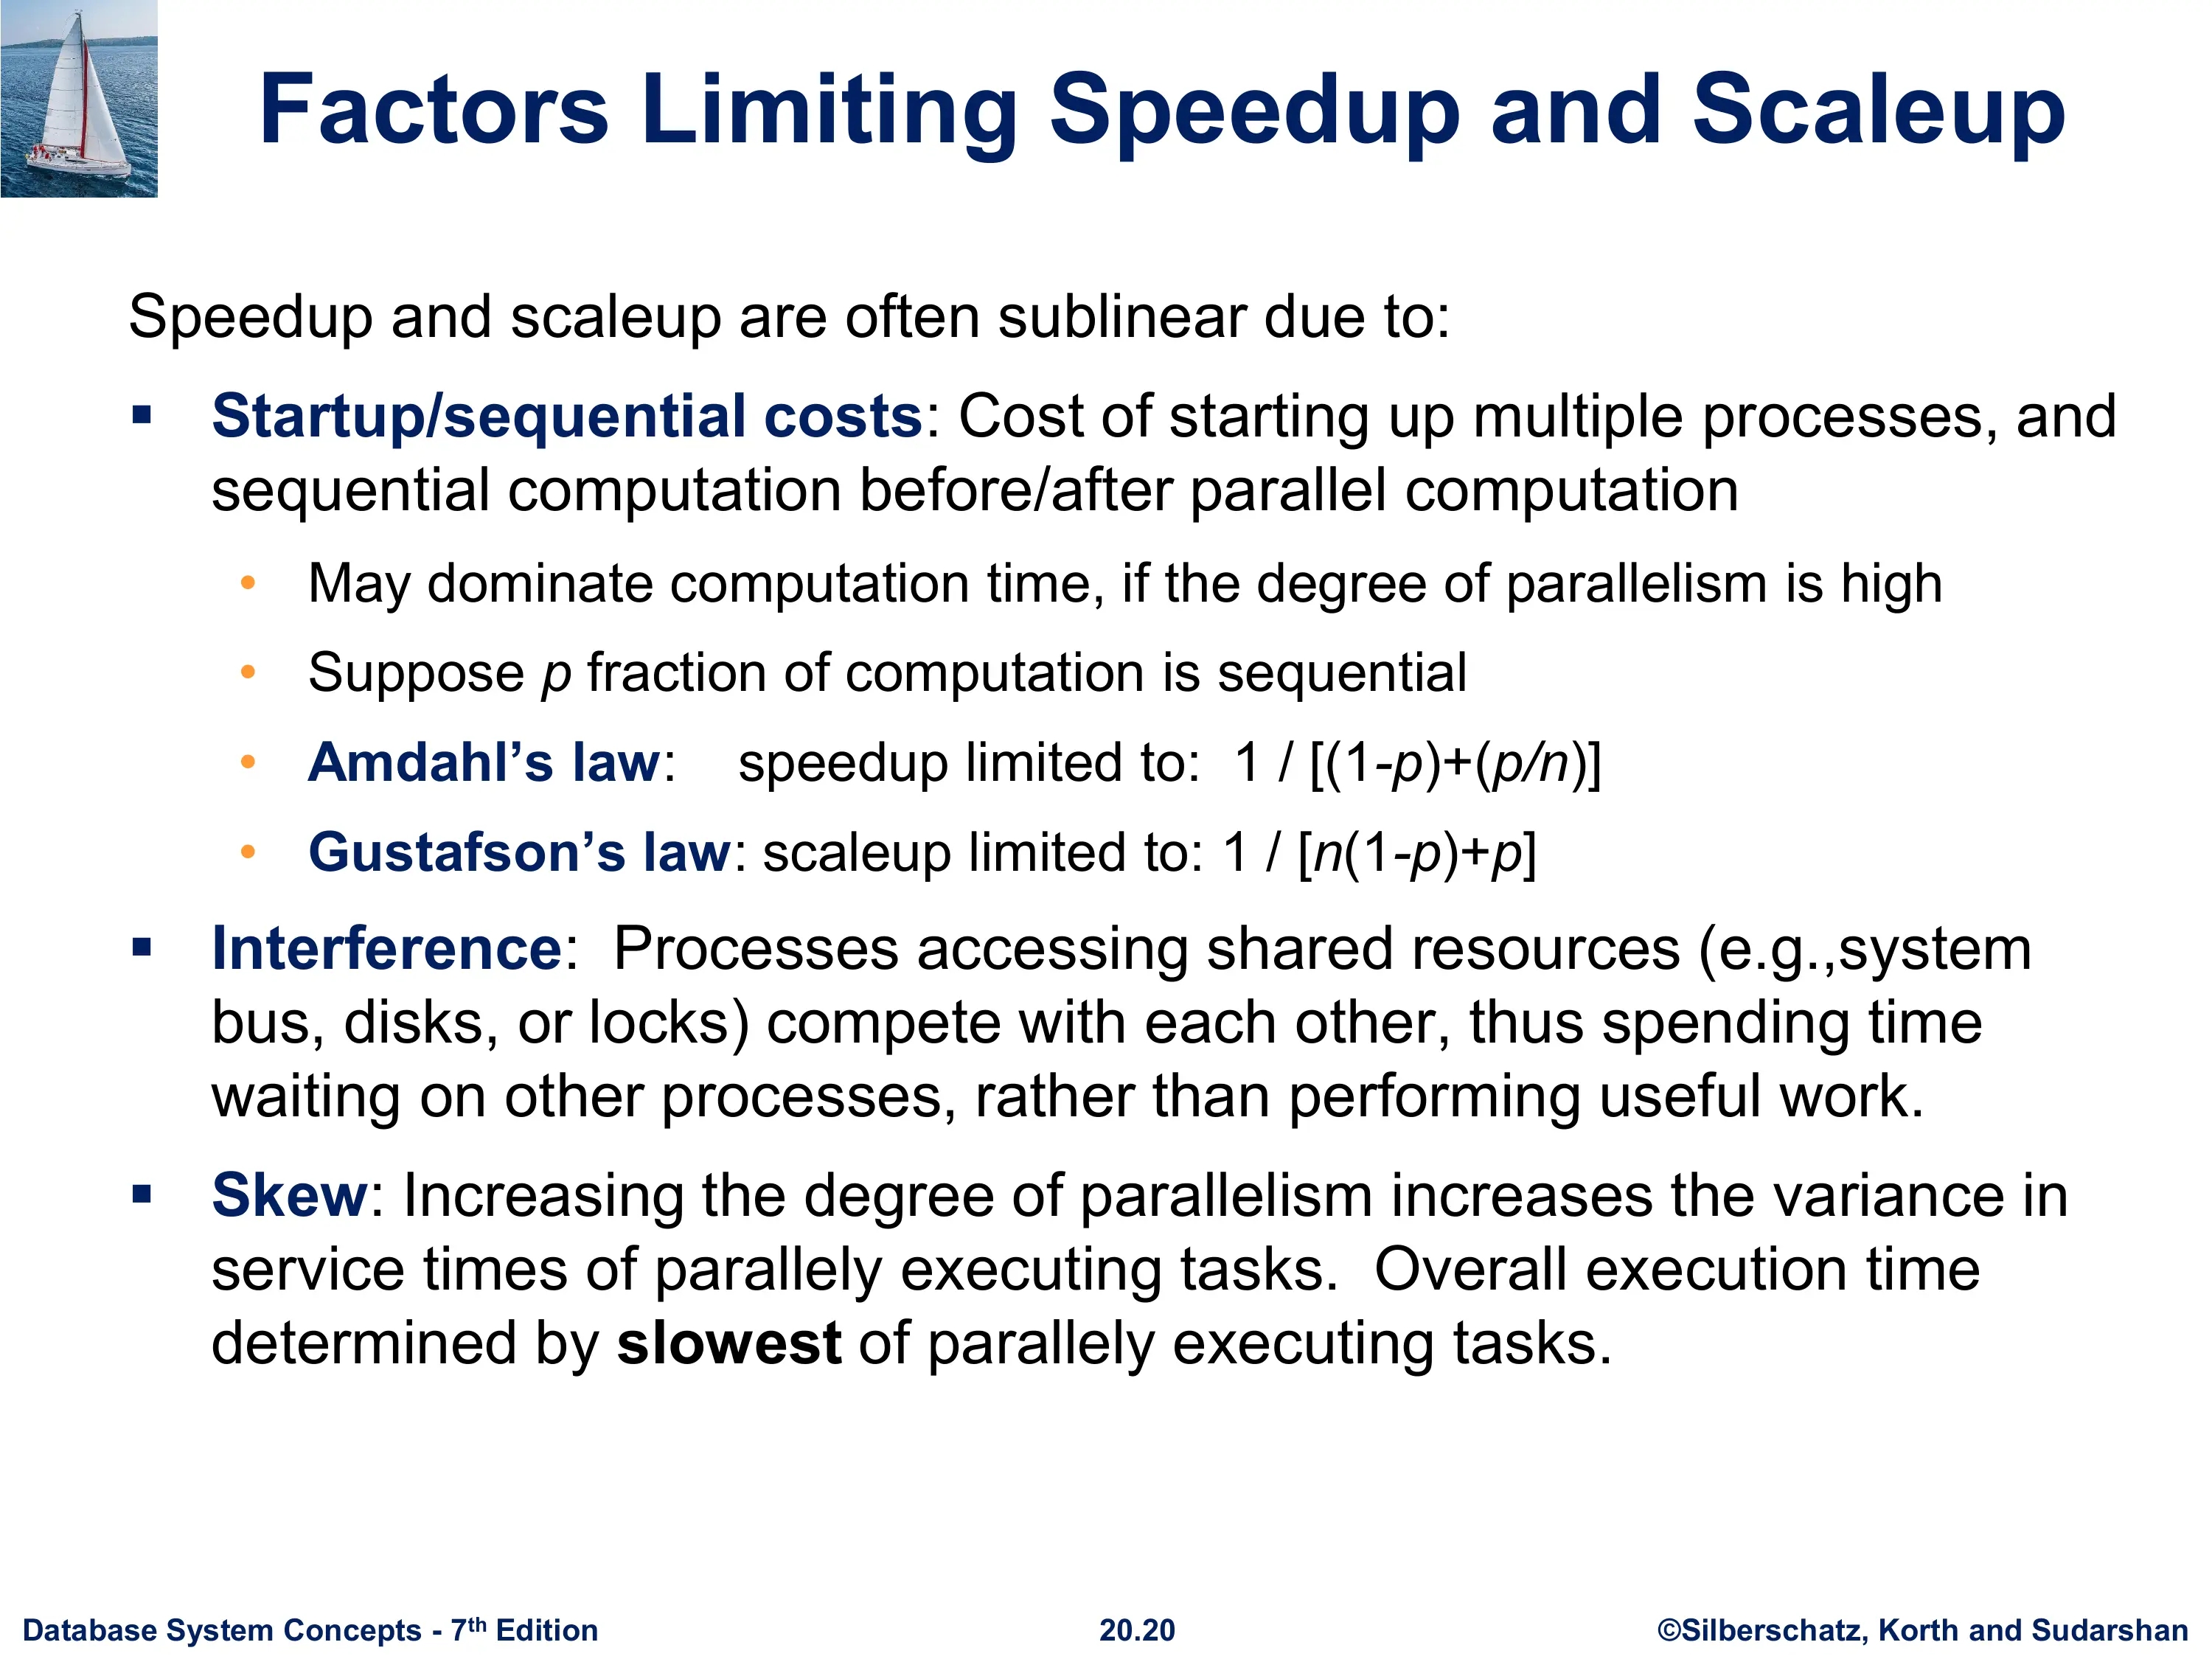 Factors Limiting Speedup and Scaleup
Speedup and scaleup are often sublinear due to:
▪ Startup/sequential costs: Cost of starting up multiple processes, and
sequential computation before/after parallel computation
• May dominate computation time, if the degree of parallelism is high
• Suppose p fraction of computation is sequential
• Amdahl’s law: speedup limited to: 1 / [(1-p)+(p/n)]
• Gustafson’s law: scaleup limited to: 1 / [n(1-p)+p]
▪ Interference: Processes accessing shared resources (e.g.,system
bus, disks, or locks) compete with each other, thus spending time
waiting on other processes, rather than performing useful work.
▪ Skew: Increasing the degree of parallelism increases the variance in
service times of parallely executing tasks. Overall execution time
determined by slowest of parallely executing tasks.
Database System Concepts - 7th Edition 20.20 ©Silberschatz, Korth and Sudarshan